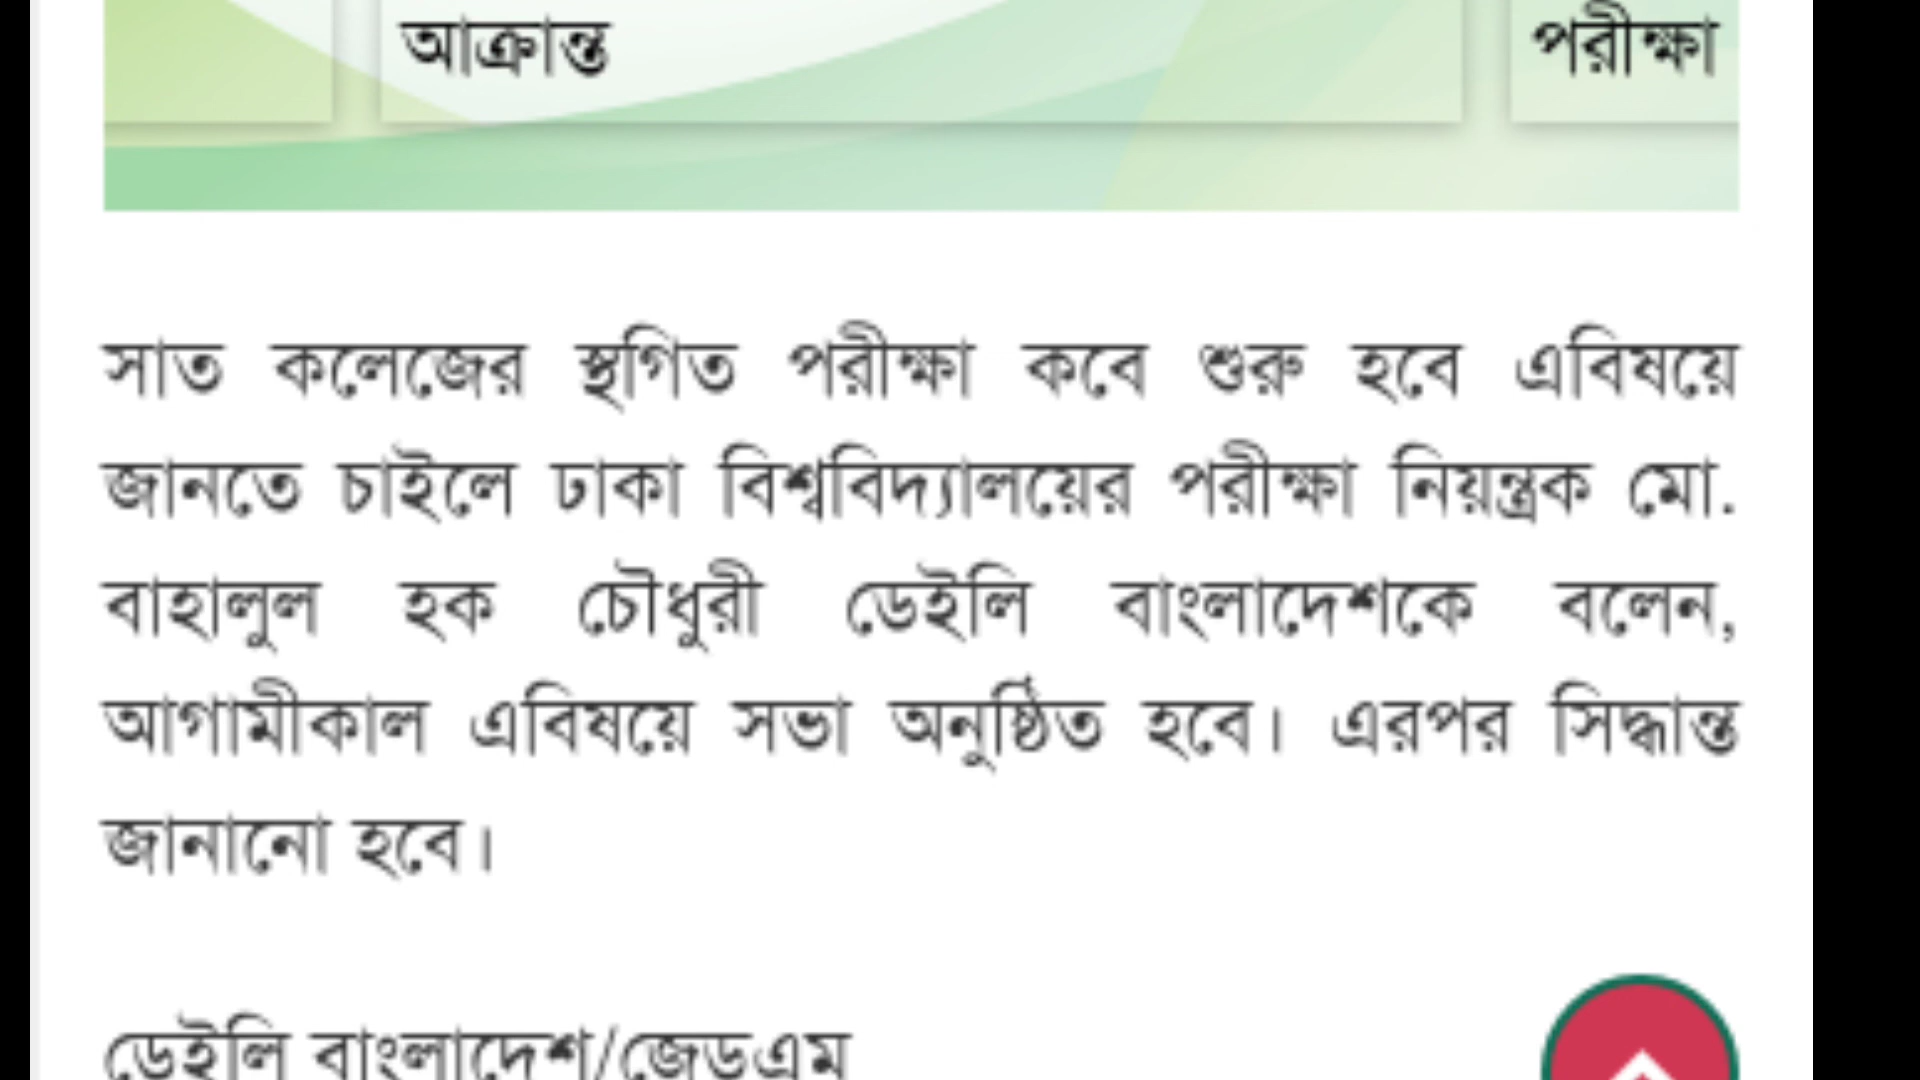 আক্রান্ত পরীক্ষা
সাত কলেজের স্থগিত পরীক্ষা কবে শুরু হবে এবিষয়ে
জানতে চাইলে ঢাকা বিশ্ববিদ্যালয়ের পরীক্ষা নিয়ন্ত্রক মো.
বাহালুল হক চৌধুরী ডেইলি বাংলাদেশকে বলেন,
আগামীকাল এবিষয়ে সভা অনুষ্ঠিত হবে। এরপর সিদ্ধান্ত
জানানো হবে।
ডেইলি বাংলাদেশ/জেডএম